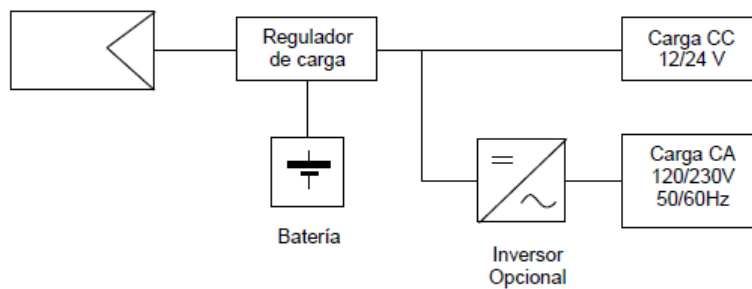 Regulador
de carga
Carga CC
12/24 V
Carga CA
120/230V
50/60Hz
Batería
Inversor
Opcional